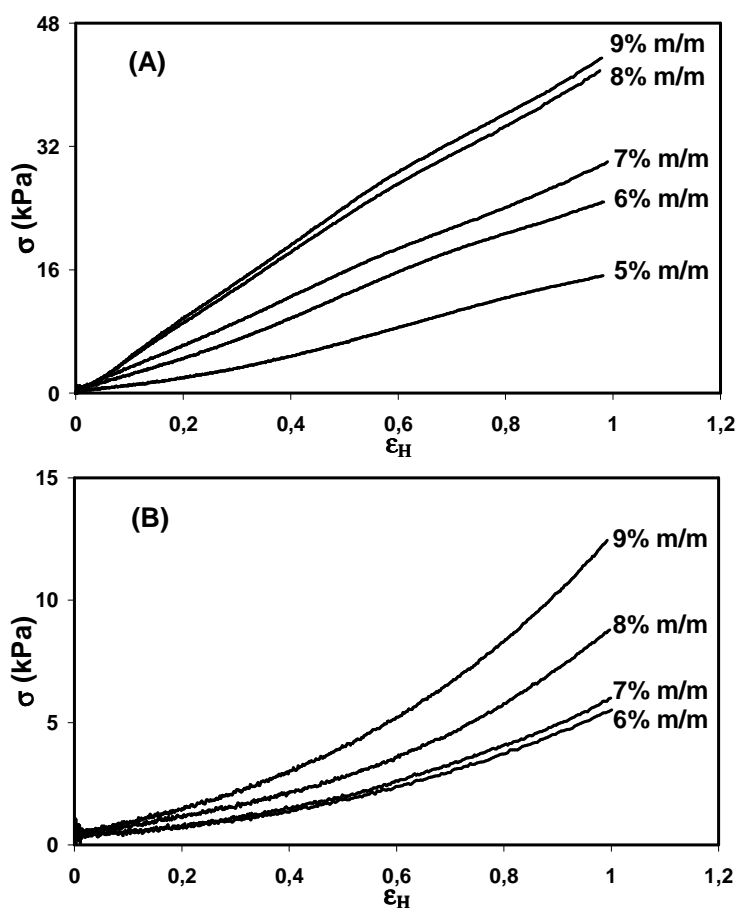 48
(A)
9% m/m
8% m/m
32
σ (kPa)
7% m/m
6% m/m
16
5% m/m
0
0 0,2 0,4 0,6 0,8 1 1,2
εH
15
(B)
9% m/m
10
σ (kPa)
8% m/m
5
7% m/m
6% m/m
0
0 0,2 0,4 0,6 0,8 1 1,2
εH